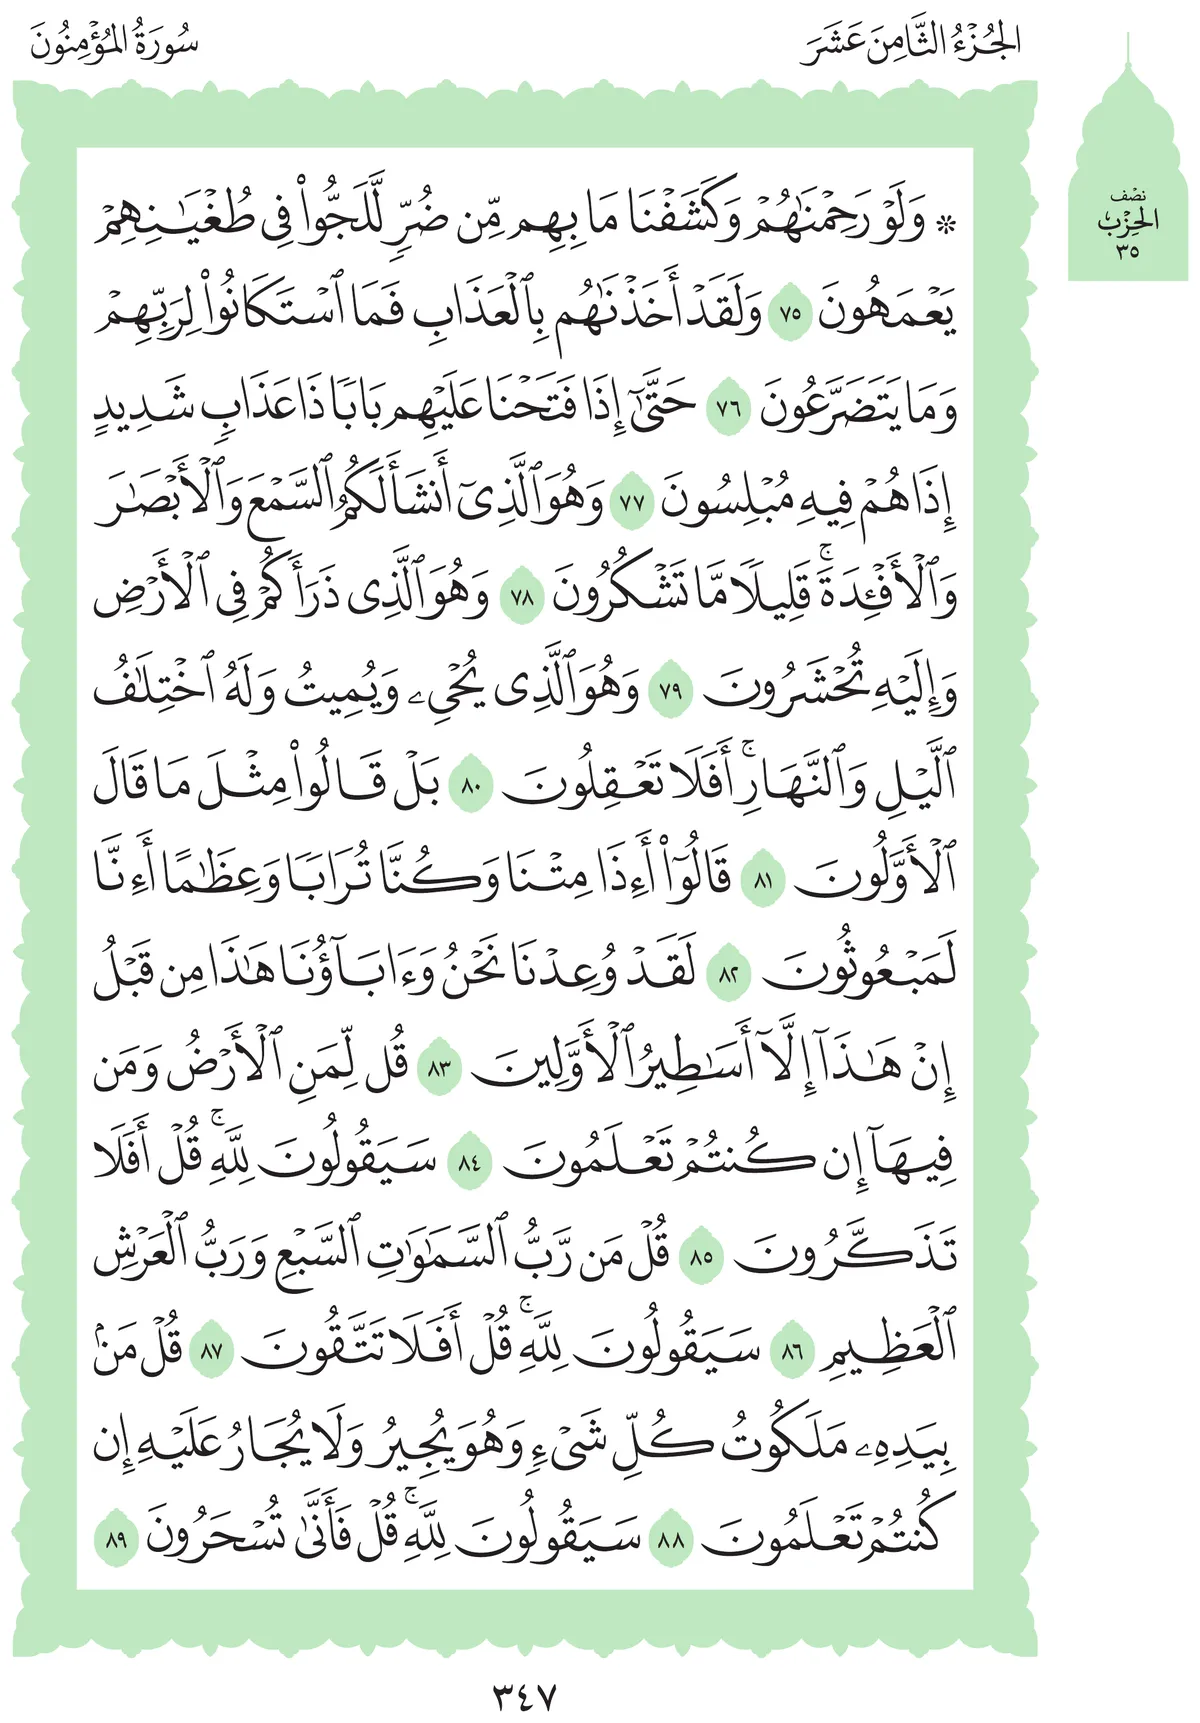 الجُزْءُ الثَّامِنَ عَشَرَ
سُورَةُ المُؤْمِنُونَ
نصْف
الحِزْبُ
٣٥
۞ وَلَوْ رَحِمْنَٰهُمْ وَكَشَفْنَا مَا بِهِم مِّن ضُرٍّ لَّلَجُّوا۟ فِى طُغْيَٰنِهِمْ
يَعْمَهُونَ ٧٥ وَلَقَدْ أَخَذْنَٰهُم بِٱلْعَذَابِ فَمَا ٱسْتَكَانُوا۟ لِرَبِّهِمْ
وَمَا يَتَضَرَّعُونَ ٧٦ حَتَّىٰٓ إِذَا فَتَحْنَا عَلَيْهِم بَابًا ذَا عَذَابٍ شَدِيدٍ
إِذَا هُمْ فِيهِ مُبْلِسُونَ ٧٧ وَهُوَ ٱلَّذِىٓ أَنشَأَ لَكُمُ ٱلسَّمْعَ وَٱلْأَبْصَٰرَ
وَٱلْأَفْـِٔدَةَ ۚ قَلِيلًا مَّا تَشْكُرُونَ ٧٨ وَهُوَ ٱلَّذِى ذَرَأَكُمْ فِى ٱلْأَرْضِ
وَإِلَيْهِ تُحْشَرُونَ ٧٩ وَهُوَ ٱلَّذِى يُحْىِۦ وَيُمِيتُ وَلَهُ ٱخْتِلَٰفُ
ٱلَّيْلِ وَٱلنَّهَارِ ۚ أَفَلَا تَعْقِلُونَ ٨٠ بَلْ قَالُوا۟ مِثْلَ مَا قَالَ
ٱلْأَوَّلُونَ ٨١ قَالُوٓا۟ أَءِذَا مِتْنَا وَكُنَّا تُرَابًا وَعِظَٰمًا أَءِنَّا
لَمَبْعُوثُونَ ٨٢ لَقَدْ وُعِدْنَا نَحْنُ وَءَابَآؤُنَا هَٰذَا مِن قَبْلُ
إِنْ هَٰذَآ إِلَّآ أَسَٰطِيرُ ٱلْأَوَّلِينَ ٨٣ قُل لِّمَنِ ٱلْأَرْضُ وَمَن
فِيهَآ إِن كُنتُمْ تَعْلَمُونَ ٨٤ سَيَقُولُونَ لِلَّهِ ۚ قُلْ أَفَلَا
تَذَكَّرُونَ ٨٥ قُلْ مَن رَّبُّ ٱلسَّمَٰوَٰتِ ٱلسَّبْعِ وَرَبُّ ٱلْعَرْشِ
ٱلْعَظِيمِ ٨٦ سَيَقُولُونَ لِلَّهِ ۚ قُلْ أَفَلَا تَتَّقُونَ ٨٧ قُلْ مَنۢ
بِيَدِهِۦ مَلَكُوتُ كُلِّ شَىْءٍ وَهُوَ يُجِيرُ وَلَا يُجَارُ عَلَيْهِ إِن
كُنتُمْ تَعْلَمُونَ ٨٨ سَيَقُولُونَ لِلَّهِ ۚ قُلْ فَأَنَّىٰ تُسْحَرُونَ ٨٩
٣٤٧